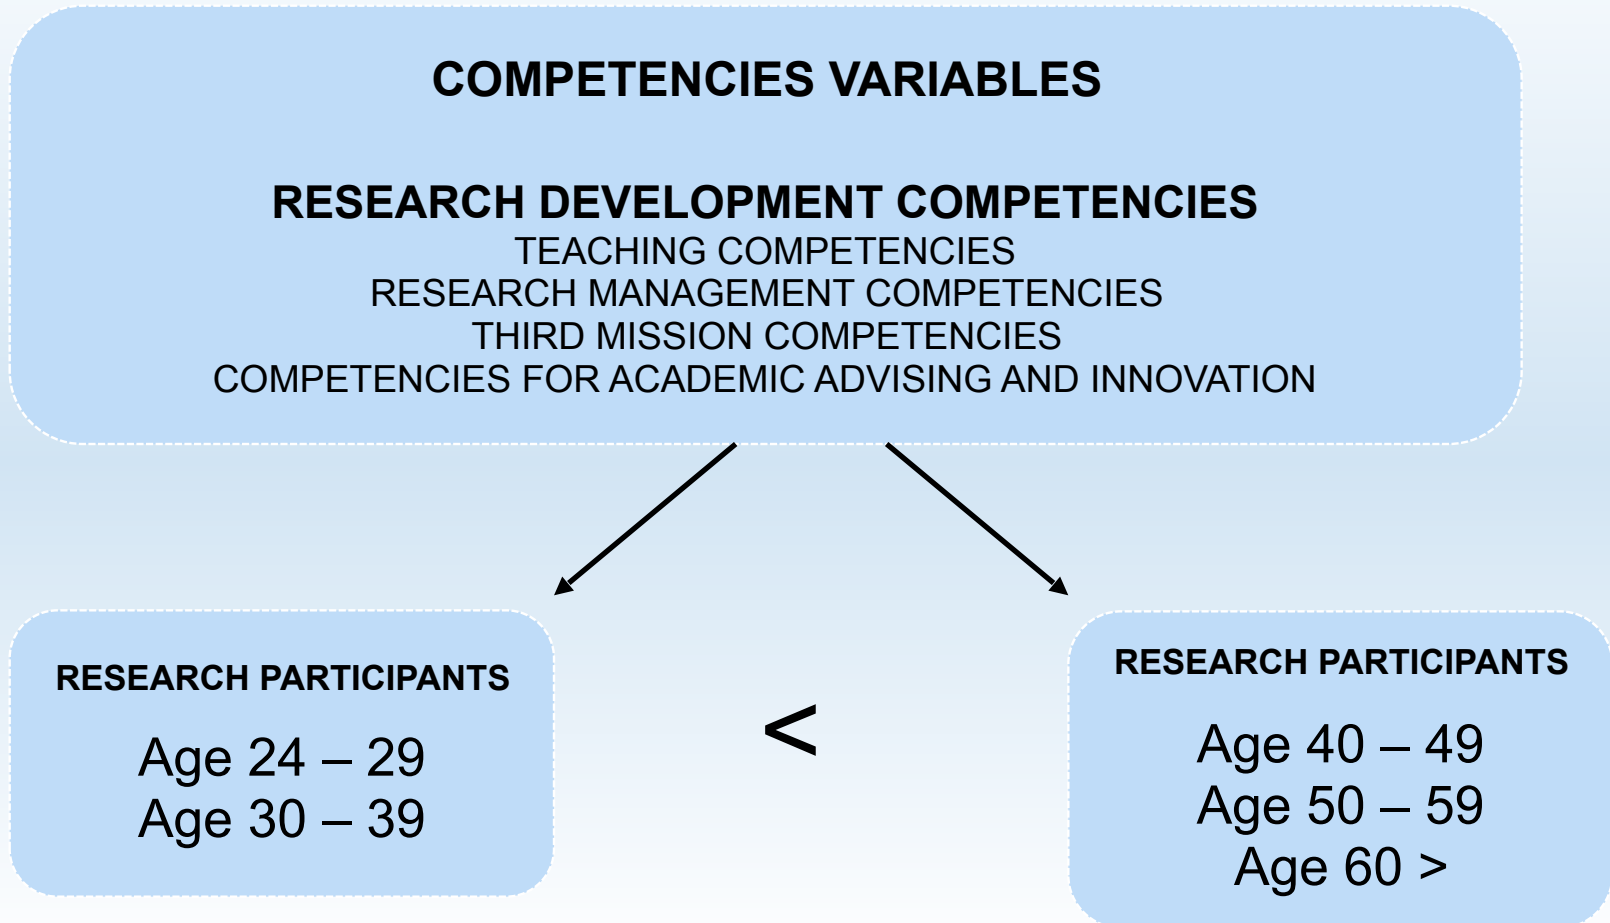 COMPETENCIES VARIABLES
RESEARCH DEVELOPMENT COMPETENCIES
TEACHING COMPETENCIES
RESEARCH MANAGEMENT COMPETENCIES
THIRD MISSION COMPETENCIES
COMPETENCIES FOR ACADEMIC ADVISING AND INNOVATION
RESEARCH PARTICIPANTS
Age 24 – 29
Age 30 – 39
<
RESEARCH PARTICIPANTS
Age 40 – 49
Age 50 – 59
Age 60 >